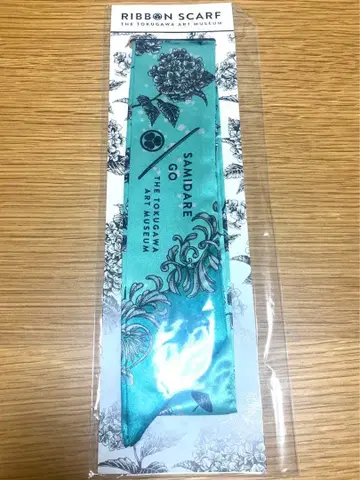 RIBBON SCARF
THE TOKUGAWA ART MUSEUM
SAMIDARE
GO
THE TOKUGAWA
ART MUSEUM